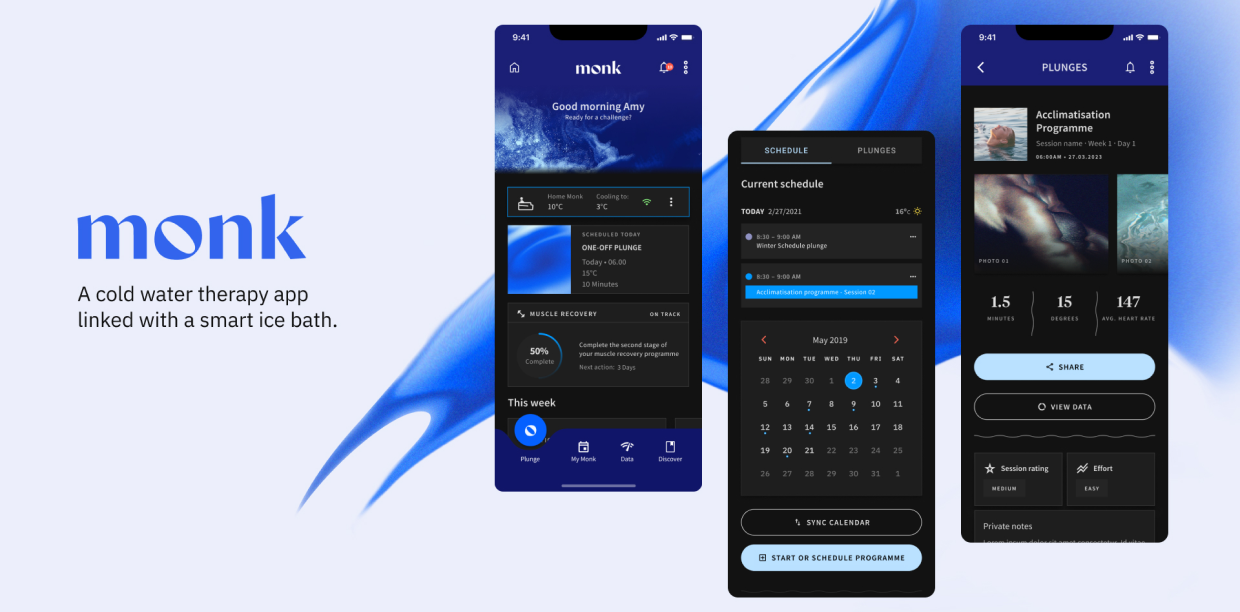 monk
A cold water therapy app
linked with a smart ice bath.
9:41
monk
Good morning Amy
Ready for a challenge?
Home Monk
Cooling to:
10°C
3°C
SCHEDULED TODAY
ONE-OFF PLUNGE
Today • 06.00
15°C
10 Minutes
MUSCLE RECOVERY
ON TRACK
50%
Complete
Complete the second stage of
your muscle recovery programme
Next action: 3 Days
This week
Plunge
My Monk
Data
Discover
SCHEDULE
PLUNGES
Current schedule
TODAY 2/27/2021
16°c
8:30 – 9:00 AM
Winter Schedule plunge
8:30 – 9:00 AM
Acclimatisation programme - Session 02
May 2019
SUN MON TUE WED THU FRI SAT
28 29 30 1 2 3 4
5 6 7 8 9 10 11
12 13 14 15 16 17 18
19 20 21 22 23 24 25
26 27 28 29 30 31 1
SYNC CALENDAR
START OR SCHEDULE PROGRAMME
9:41
PLUNGES
Acclimatisation
Programme
Session name · Week 1 · Day 1
06:00AM • 27.03.2023
PHOTO 01
PHOTO 02
1.5
15
147
MINUTES
DEGREES
AVG. HEART RATE
SHARE
VIEW DATA
Session rating
Effort
MEDIUM
EASY
Private notes